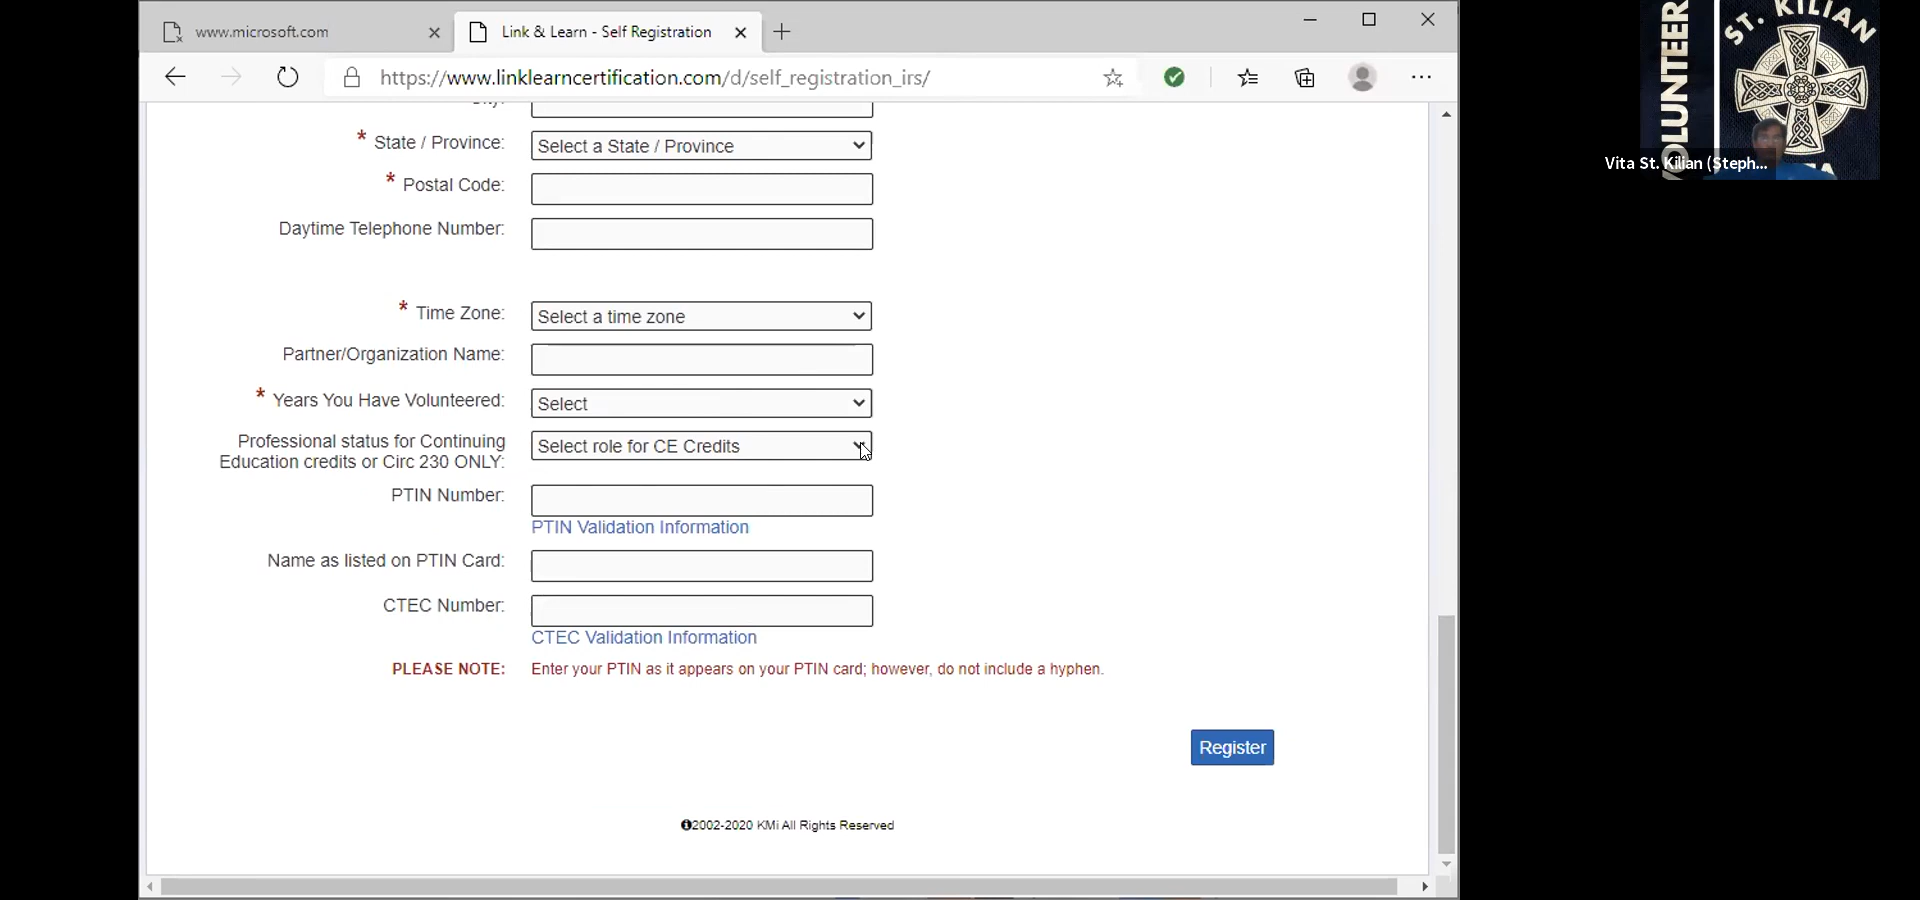 www.microsoft.com
Link & Learn - Self Registration
https://www.linklearncertification.com/d/self_registration_irs/
City:
* State / Province: Select a State / Province
* Postal Code:
Daytime Telephone Number:
* Time Zone: Select a time zone
Partner/Organization Name:
* Years You Have Volunteered: Select
Professional status for Continuing
Education credits or Circ 230 ONLY: Select role for CE Credits
PTIN Number:
PTIN Validation Information
Name as listed on PTIN Card:
CTEC Number:
CTEC Validation Information
PLEASE NOTE: Enter your PTIN as it appears on your PTIN card; however, do not include a hyphen.
Register
2002-2020 KMi All Rights Reserved
VOLUNTEER
ST. KILIAN
Vita St. Kilian (Steph...